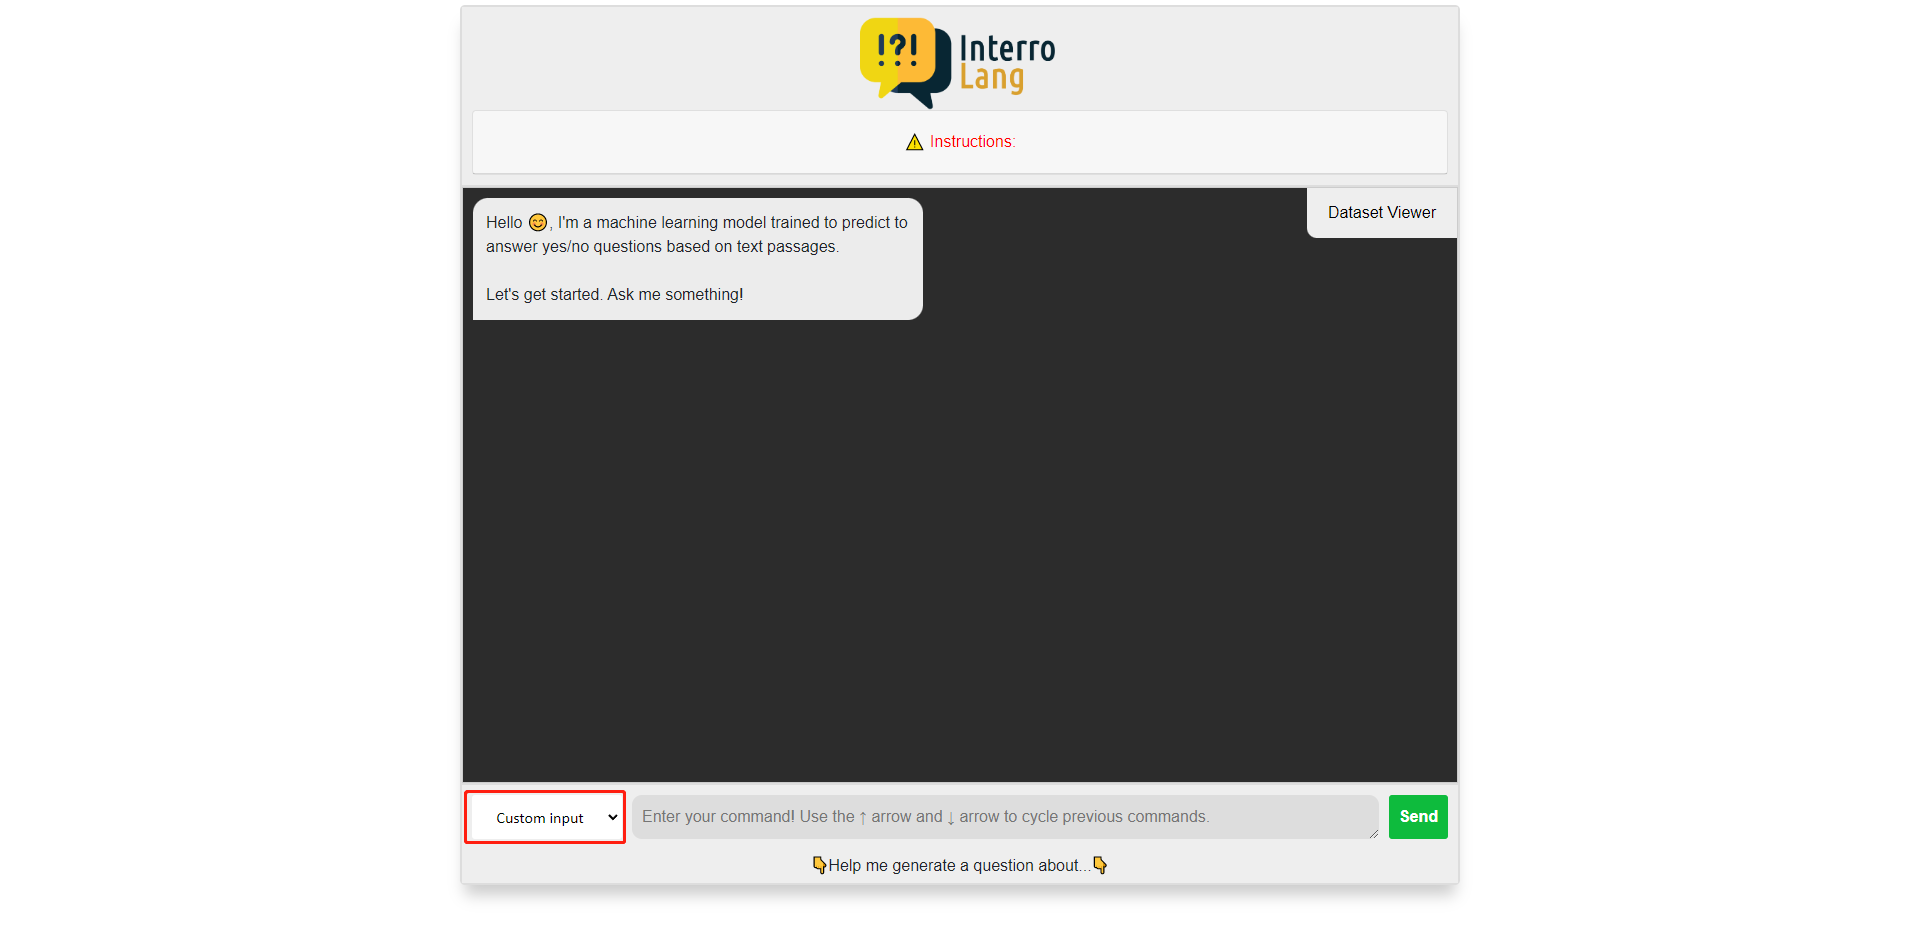 !?!
Interro
Lang
⚠ Instructions:
Dataset Viewer
Hello 😊, I'm a machine learning model trained to predict to
answer yes/no questions based on text passages.
Let's get started. Ask me something!
Custom input
Enter your command! Use the ↑ arrow and ↓ arrow to cycle previous commands.
Send
👇Help me generate a question about...👇